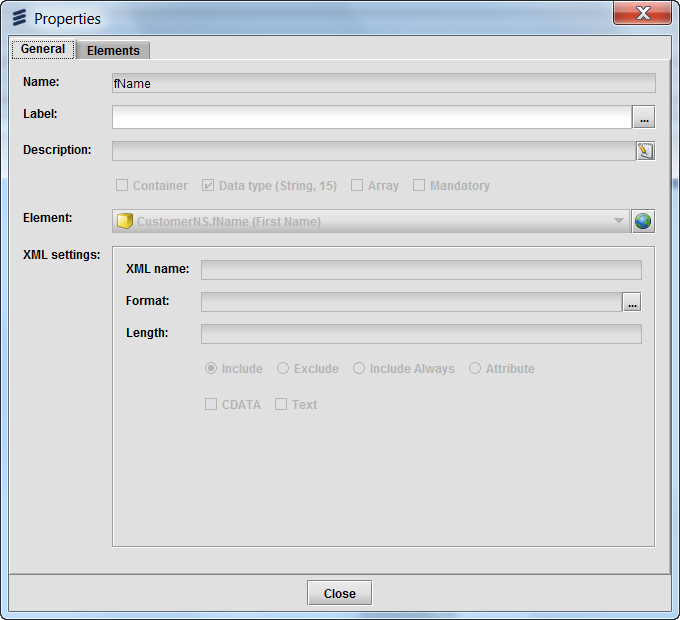 Properties
General Elements
Name: fName
Label: ...
Description:
Container Data type (String, 15) Array Mandatory
Element: CustomerNS.fName (First Name)
XML settings:
XML name:
Format: ...
Length:
Include Exclude Include Always Attribute
CDATA Text
Close